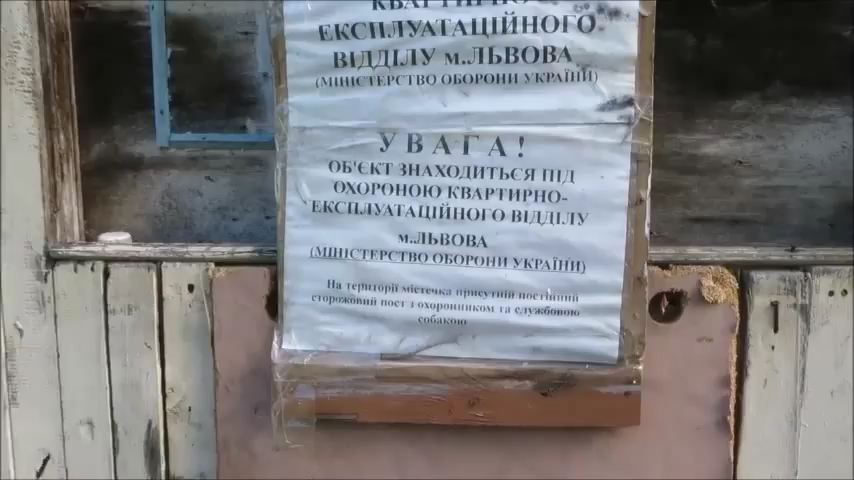 КВАРТИРНО-
ЕКСПЛУАТАЦІЙНОГО
ВІДДІЛУ м..ЛЬВОВА
(МІНІСТЕРСТВО ОБОРОНИ УКРАЇНИ)
УВАГА!
ОБ'ЄКТ ЗНАХОДИТЬСЯ ПІД
ОХОРОНОЮ КВАРТИРНО-
ЕКСПЛУАТАЦІЙНОГО ВІДДІЛУ
м..ЛЬВОВА
(МІНІСТЕРСТВО ОБОРОНИ УКРАЇНИ)
На території містечка присутній постійний
сторожовий пост з охоронником та службовою
собакою